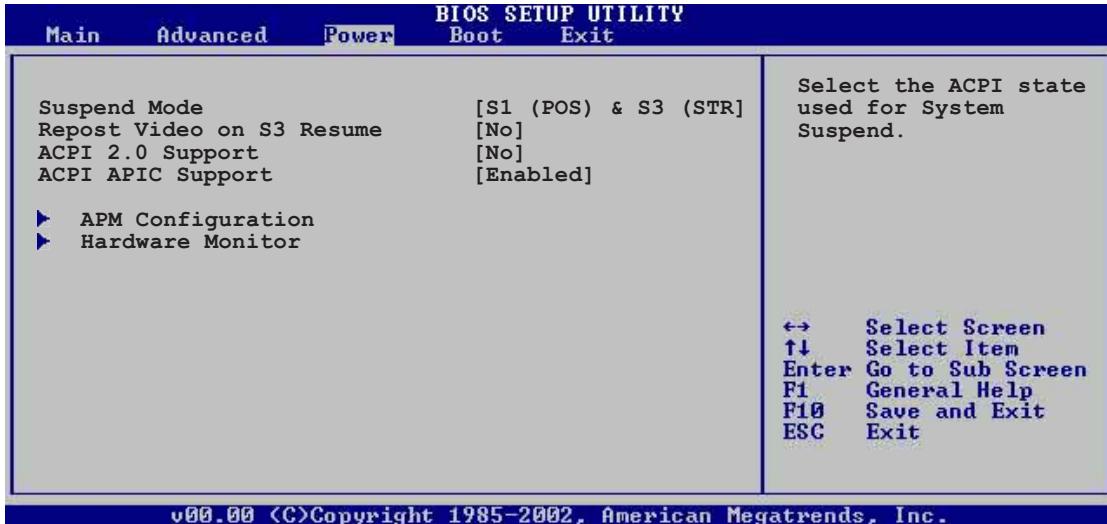 BIOS SETUP UTILITY
Main Advanced Power Boot Exit
Suspend Mode [S1 (POS) & S3 (STR]
Repost Video on S3 Resume [No]
ACPI 2.0 Support [No]
ACPI APIC Support [Enabled]
APM Configuration
Hardware Monitor
Select the ACPI state
used for System
Suspend.
←→ Select Screen
↑↓ Select Item
Enter Go to Sub Screen
F1 General Help
F10 Save and Exit
ESC Exit
v00.00 (C)Copyright 1985-2002, American Megatrends, Inc.